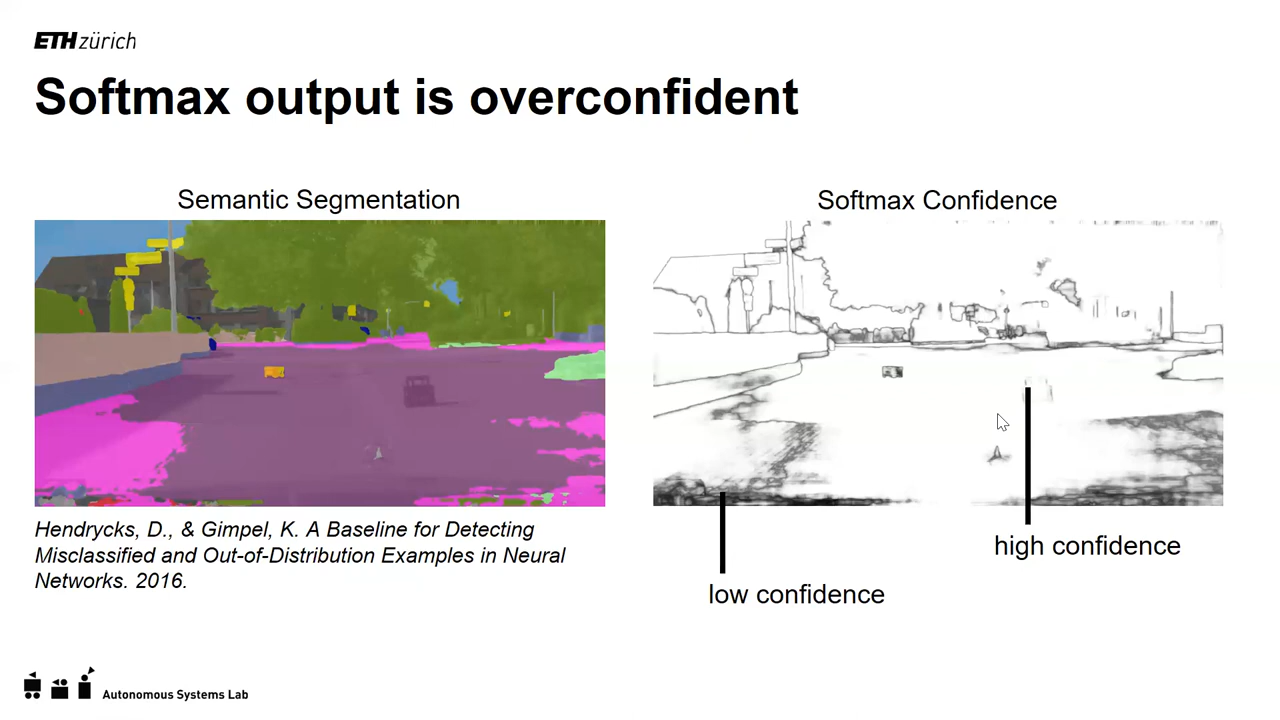 ETH zürich
Softmax output is overconfident
Semantic Segmentation
Softmax Confidence
Hendrycks, D., & Gimpel, K. A Baseline for Detecting
Misclassified and Out-of-Distribution Examples in Neural
Networks. 2016.
high confidence
low confidence
Autonomous Systems Lab